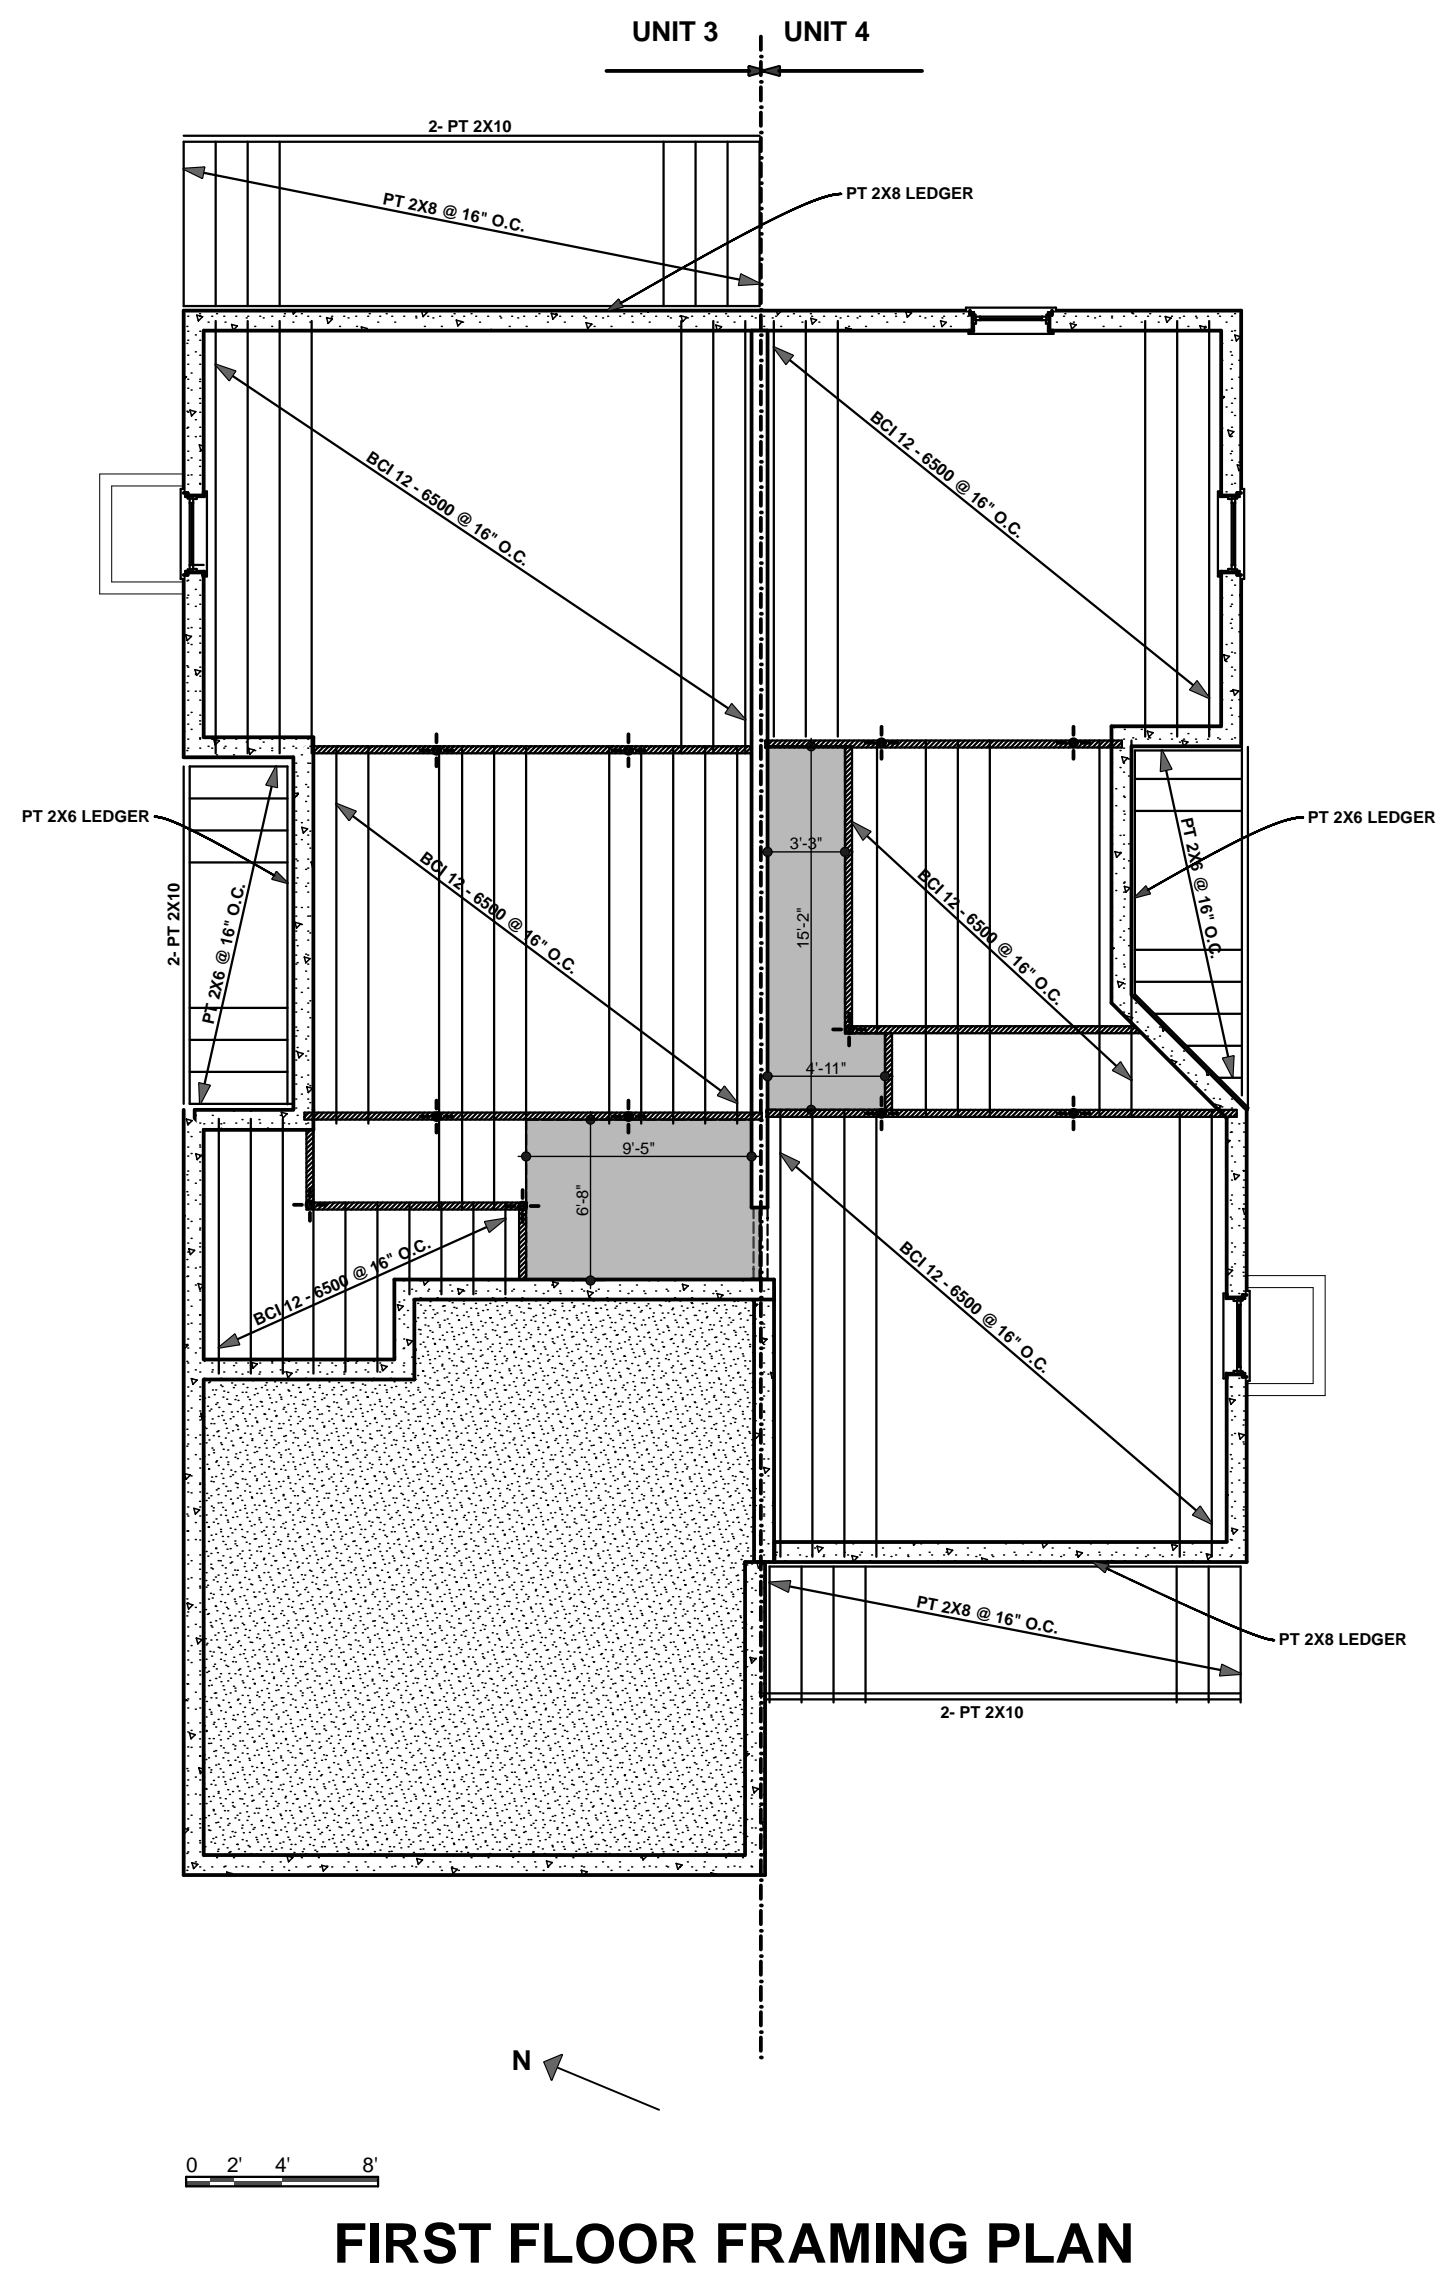 UNIT 3
UNIT 4
2- PT 2X10
PT 2X8 @ 16" O.C.
PT 2X8 LEDGER
BCI 12 - 6500 @ 16" O.C.
BCI 12 - 6500 @ 16" O.C.
PT 2X6 LEDGER
PT 2X6 LEDGER
3'-3"
PT 2X6 @ 16" O.C.
BCI 12 - 6500 @ 16" O.C.
BCI 12 - 6500 @ 16" O.C.
15'-2"
2- PT 2X10
PT 2X6 @ 16" O.C.
4'-11"
9'-5"
6'-8"
BCI 12 - 6500 @ 16" O.C.
BCI 12 - 6500 @ 16" O.C.
PT 2X8 @ 16" O.C.
PT 2X8 LEDGER
2- PT 2X10
N
0 2' 4' 8'
FIRST FLOOR FRAMING PLAN